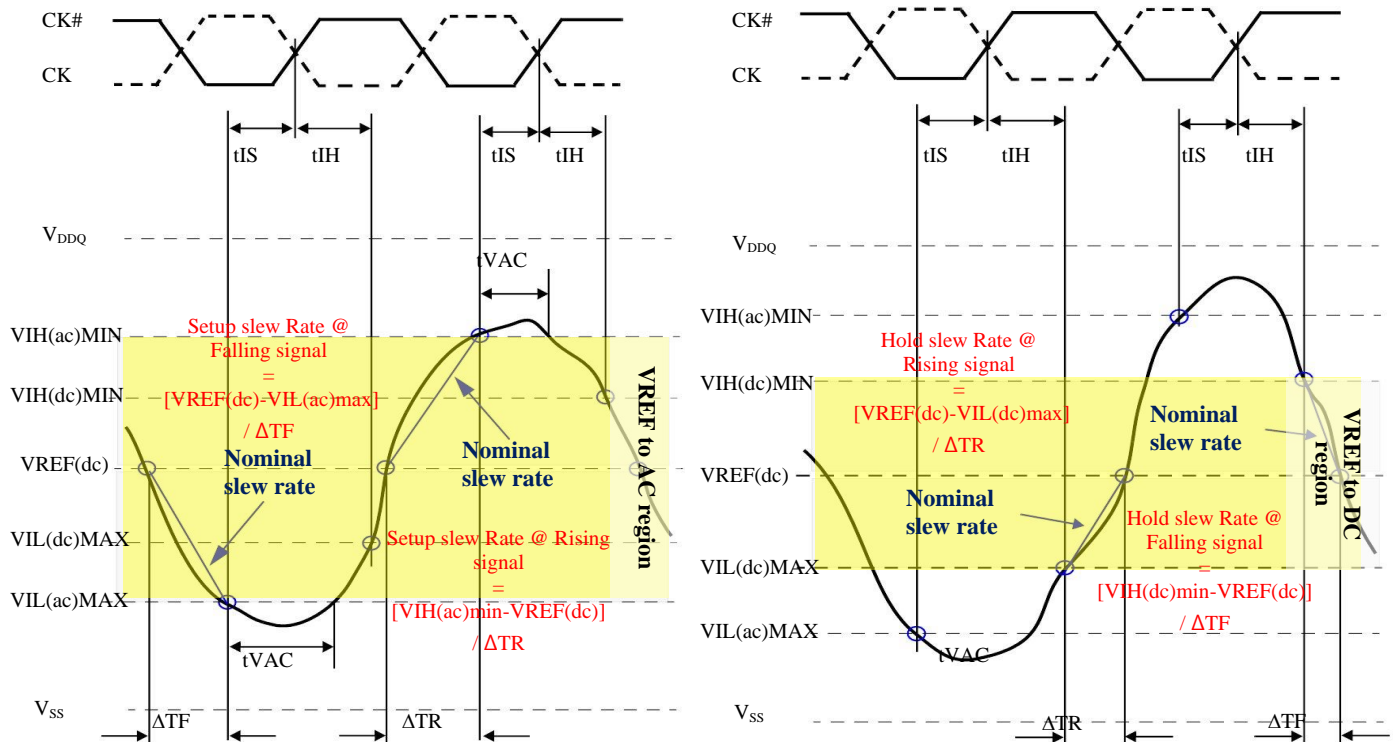 CK#
CK
tIS
tIH
tIS
tIH
VDDQ
tVAC
VIH(ac)MIN
Setup slew Rate @
Falling signal
=
[VREF(dc)-VIL(ac)max]
/ ΔTF
VIH(dc)MIN
Nominal
slew rate
Nominal
slew rate
VREF(dc)
VIL(dc)MAX
Setup slew Rate @ Rising
signal
=
[VIH(ac)min-VREF(dc)]
/ ΔTR
VIL(ac)MAX
tVAC
VREF to AC region
VSS
ΔTF
ΔTR
CK#
CK
tIS
tIH
tIS
tIH
VDDQ
VIH(ac)MIN
Hold slew Rate @
Rising signal
=
[VREF(dc)-VIL(dc)max]
/ ΔTR
VIH(dc)MIN
Nominal
slew rate
VREF(dc)
Nominal
slew rate
Hold slew Rate @
Falling signal
=
[VIH(dc)min-VREF(dc)]
/ ΔTF
VIL(dc)MAX
VIL(ac)MAX
tVAC
VREF to DC
region
VSS
ΔTR
ΔTF